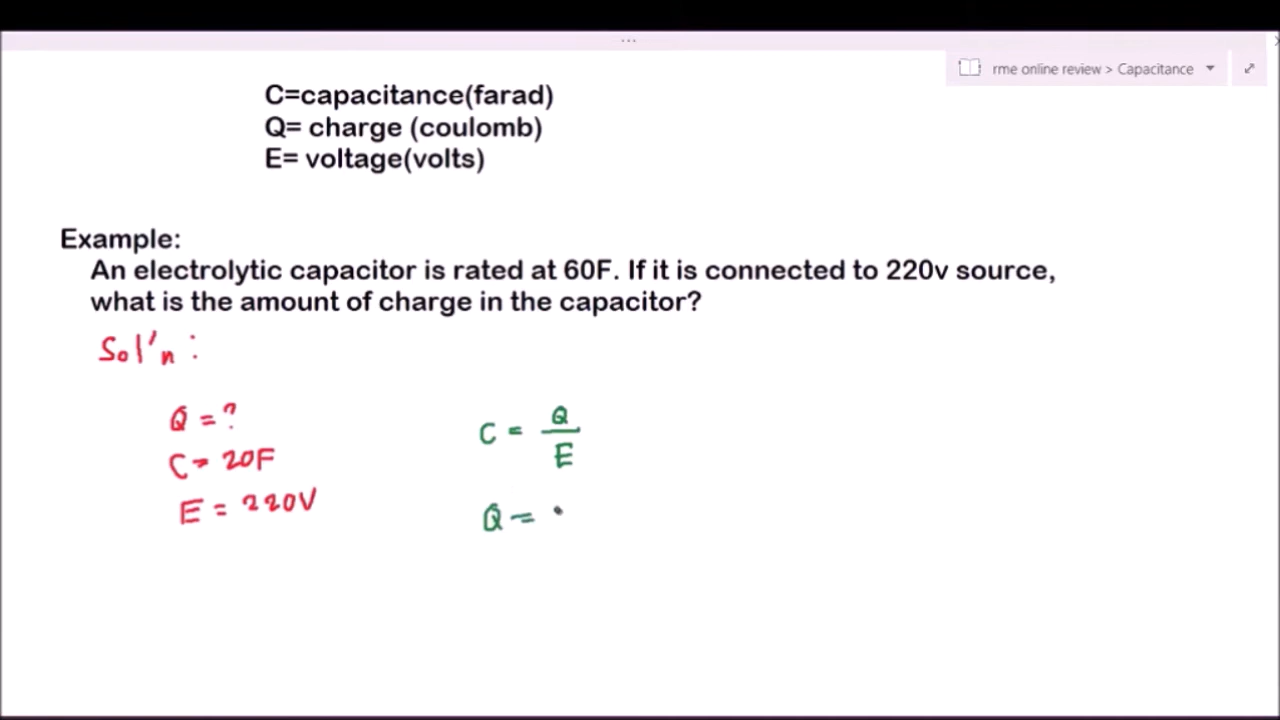 rme online review > Capacitance
C=capacitance(farad)
Q= charge (coulomb)
E= voltage(volts)
Example:
An electrolytic capacitor is rated at 60F. If it is connected to 220v source,
what is the amount of charge in the capacitor?
Sol'n :
Q = ?
C = 20F
E = 220V
C = Q/E
Q =